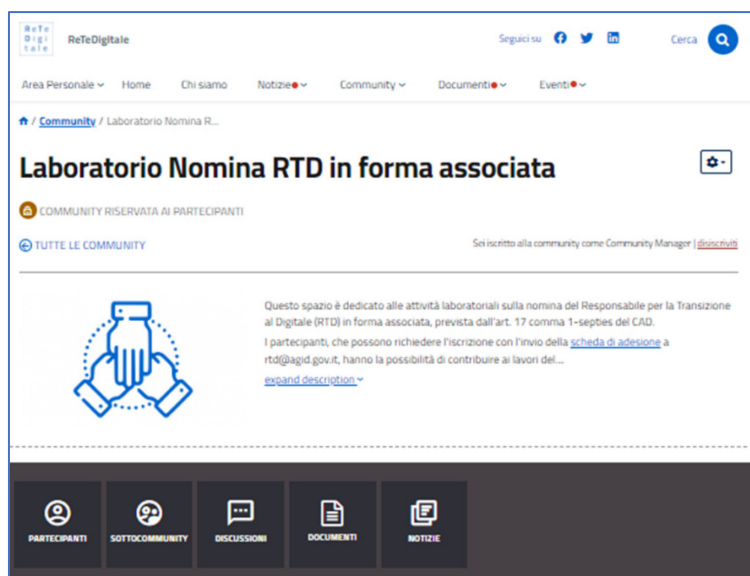 ReTe
Digi
tale
ReTeDigitale
Seguici su
Cerca
Area Personale Home Chi siamo Notizie Community Documenti Eventi
/ Community / Laboratorio Nomina R...
Laboratorio Nomina RTD in forma associata
COMMUNITY RISERVATA AI PARTECIPANTI
TUTTE LE COMMUNITY
Sei iscritto alla community come Community Manager | disiscriviti
Questo spazio è dedicato alle attività laboratoriali sulla nomina del Responsabile per la Transizione
al Digitale (RTD) in forma associata, prevista dall'art. 17 comma 1-septies del CAD.
I partecipanti, che possono richiedere l'iscrizione con l'invio della scheda di adesione a
rtd@agid.gov.it, hanno la possibilità di contribuire ai lavori del...
expand description
PARTECIPANTI SOTTOCOMMUNITY DISCUSSIONI DOCUMENTI NOTIZIE